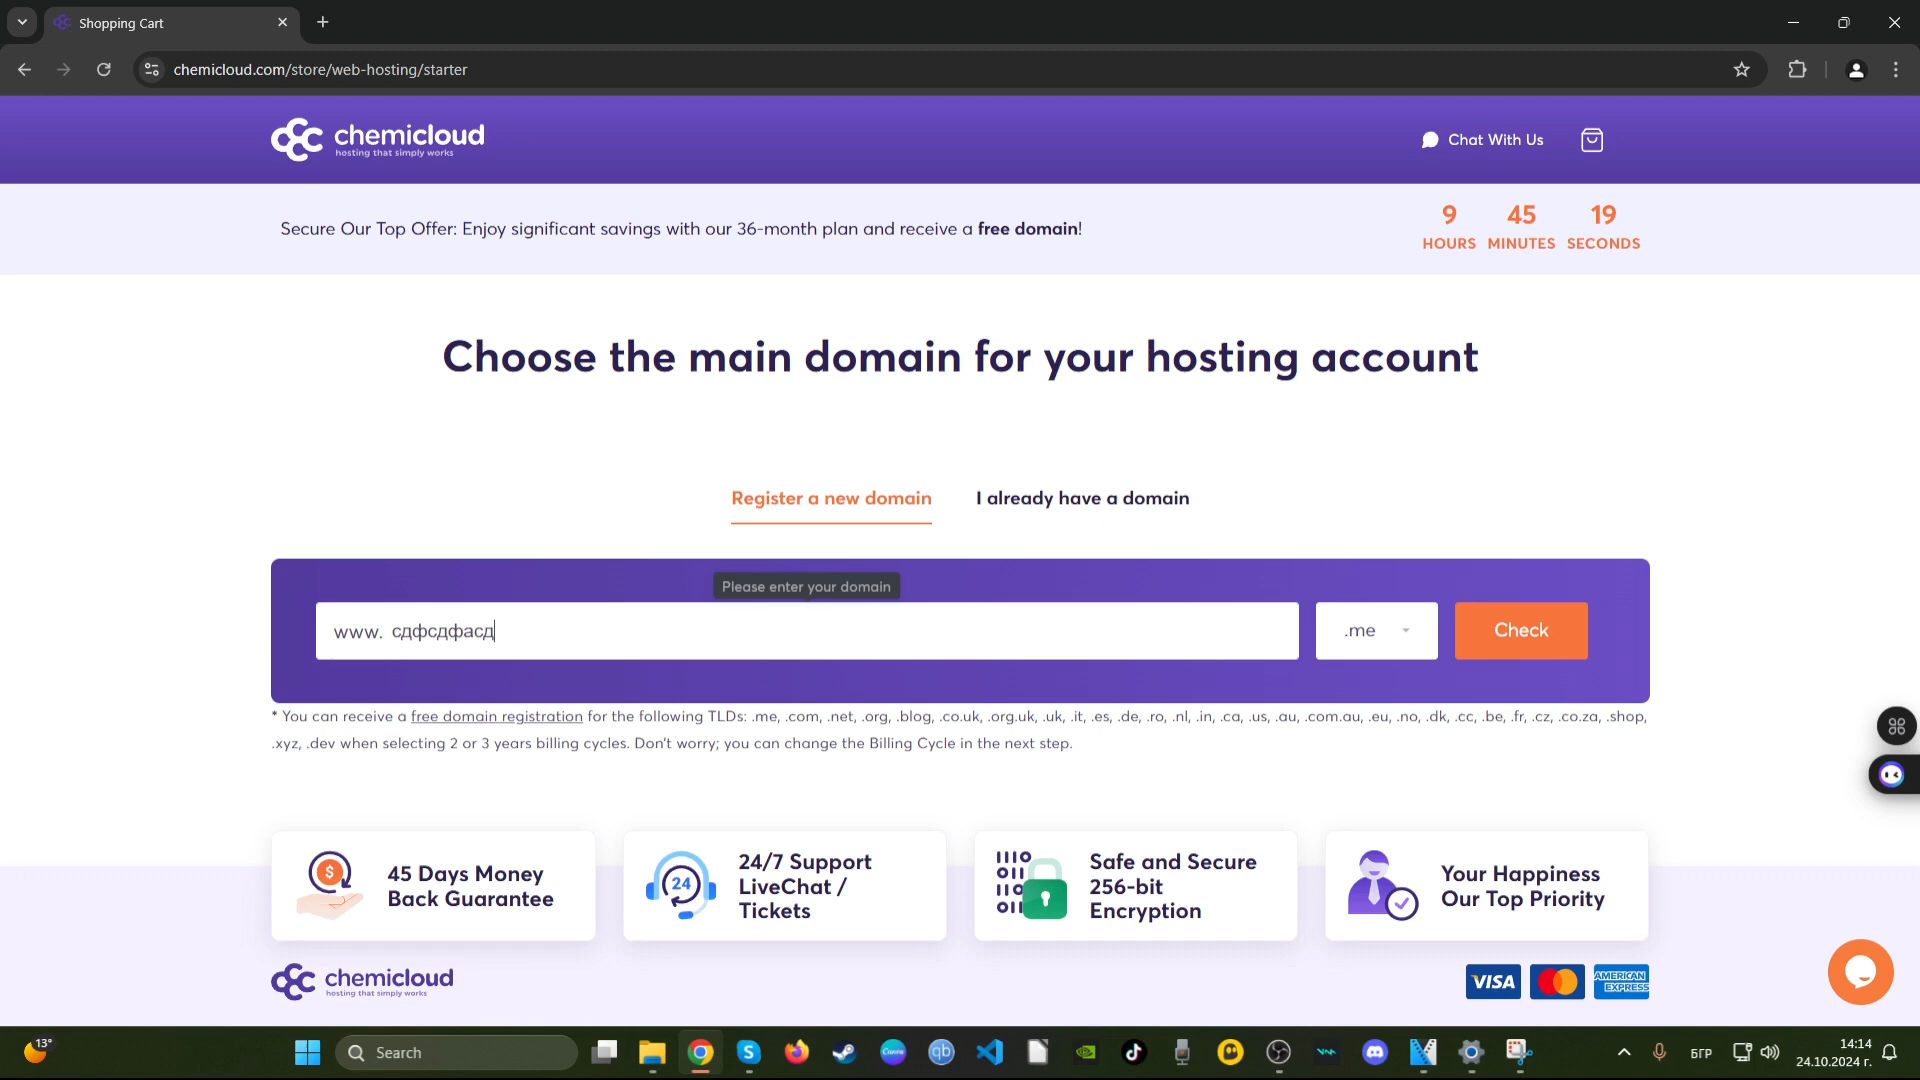 Shopping Cart
chemicloud.com/store/web-hosting/starter
chemicloud
hosting that simply works
Chat With Us
Secure Our Top Offer: Enjoy significant savings with our 36-month plan and receive a free domain!
9 45 19
HOURS MINUTES SECONDS
Choose the main domain for your hosting account
Register a new domain
I already have a domain
Please enter your domain
www. сдфсдфасд
.me
Check
* You can receive a free domain registration for the following TLDs: .me, .com, .net, .org, .blog, .co.uk, .org.uk, .uk, .it, .es, .de, .ro, .nl, .in, .ca, .us, .au, .com.au, .eu, .no, .dk, .cc, .be, .fr, .cz, .co.za, .shop,
.xyz, .dev when selecting 2 or 3 years billing cycles. Don't worry; you can change the Billing Cycle in the next step.
$
45 Days Money
Back Guarantee
24
24/7 Support
LiveChat /
Tickets
Safe and Secure
256-bit
Encryption
Your Happiness
Our Top Priority
chemicloud
hosting that simply works
VISA
AMERICAN
EXPRESS
13°
Search
Canva
qb
БГР
14:14
24.10.2024 г.